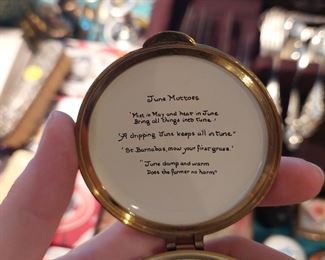 June Mottoes
"Mist in May and heat in June
Bring all things into tune."
"A dripping June keeps all in tune."
"St. Barnabas, mow your first grass."
"June damp and warm
Does the farmer no harm"